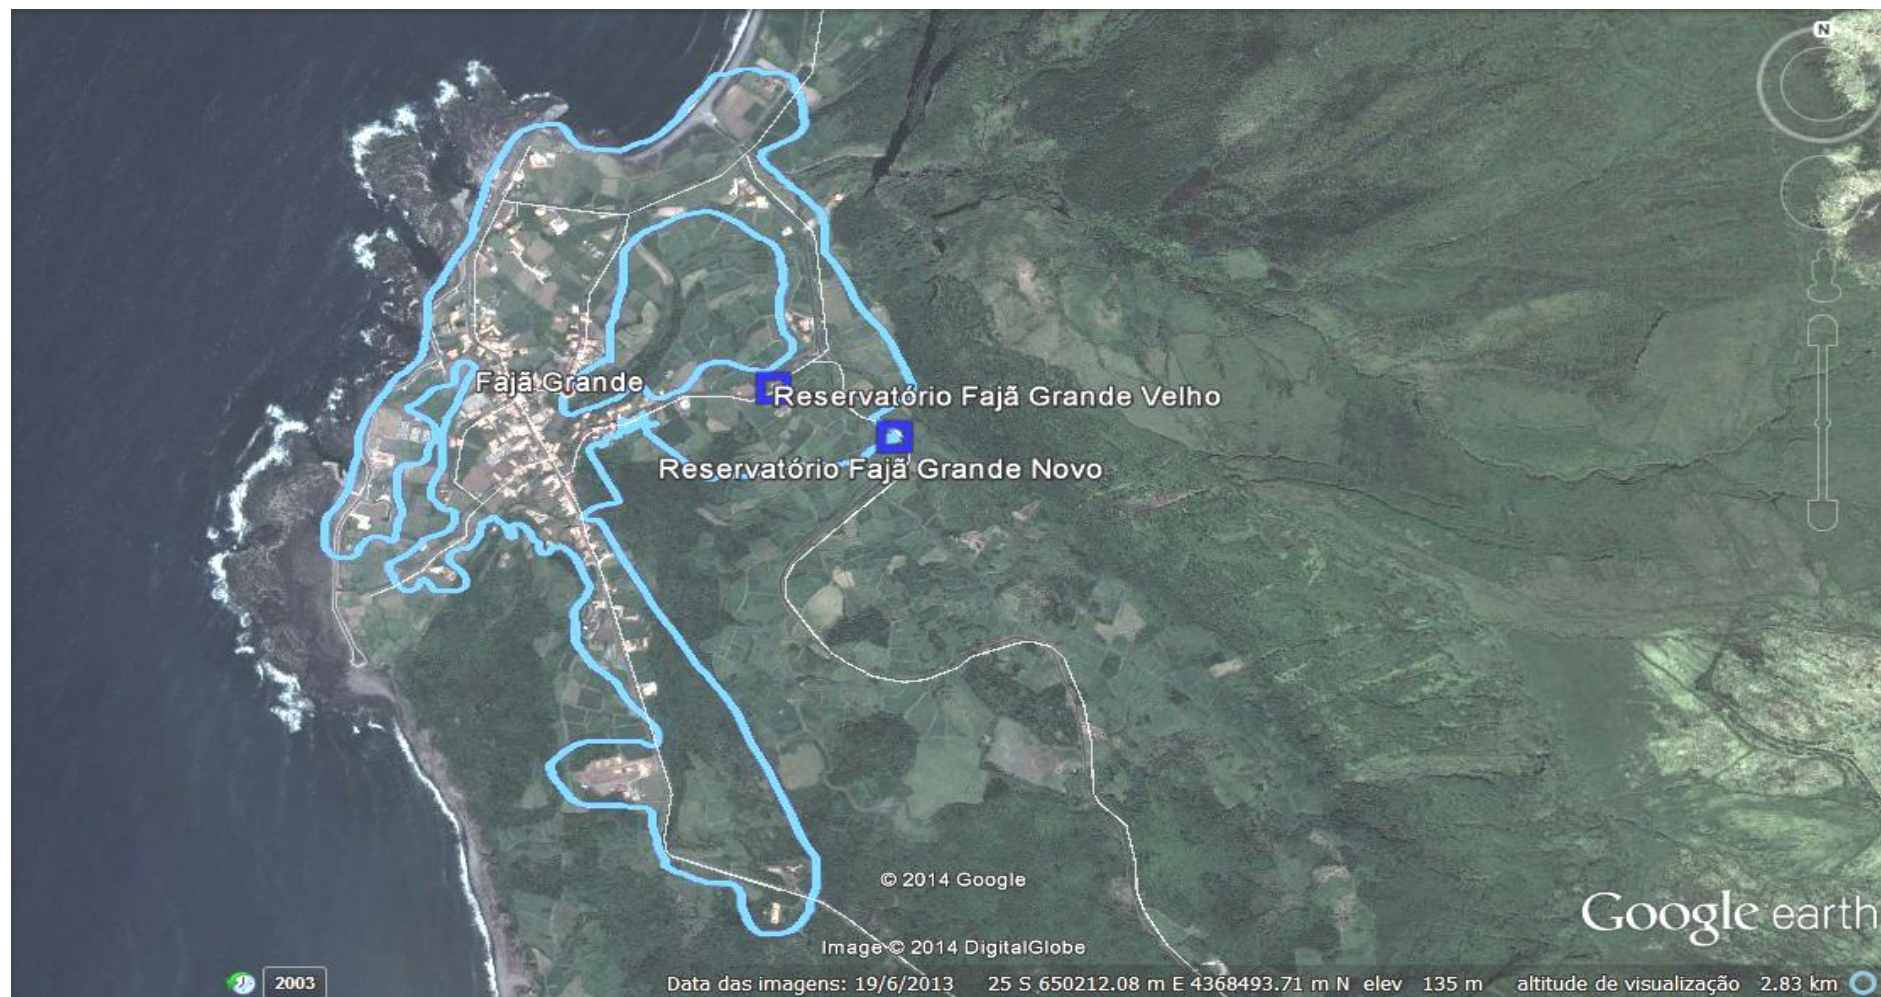 N
Fajã Grande
Reservatório Fajã Grande Velho
Reservatório Fajã Grande Novo
© 2014 Google
Google earth
Image © 2014 DigitalGlobe
2003
Data das imagens: 19/6/2013 25 S 650212.08 m E 4368493.71 m N elev 135 m altitude de visualização 2.83 km